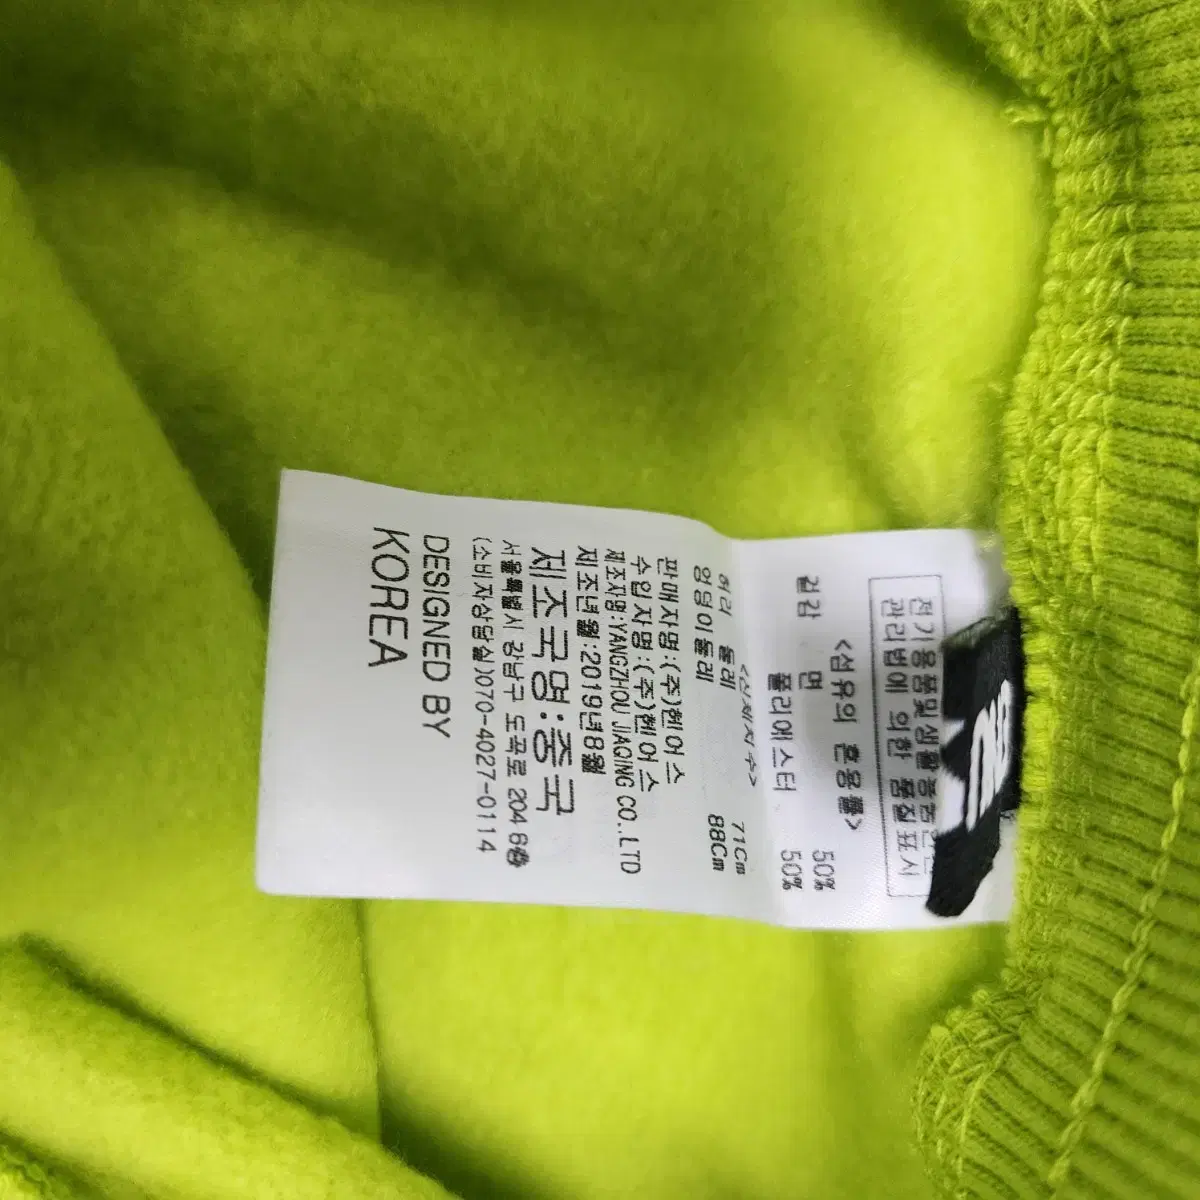 전기용품및생활용품안전
관리법에 의한 품질표시
<섬유의 혼용률>
겉감 면 50%
폴리에스터 50%
<신체치수>
허리 둘레 71Cm
엉덩이둘레 88Cm
판매자명:(주)헨어스
수입자명:(주)헨어스
제조자명:YANGZHOU JIAQING CO.,LTD
제조년월:2019년8월
제조국명:중국
서울특별시 강남구 도곡로 204 6층
(소비자상담실)070-4027-0114
DESIGNED BY
KOREA